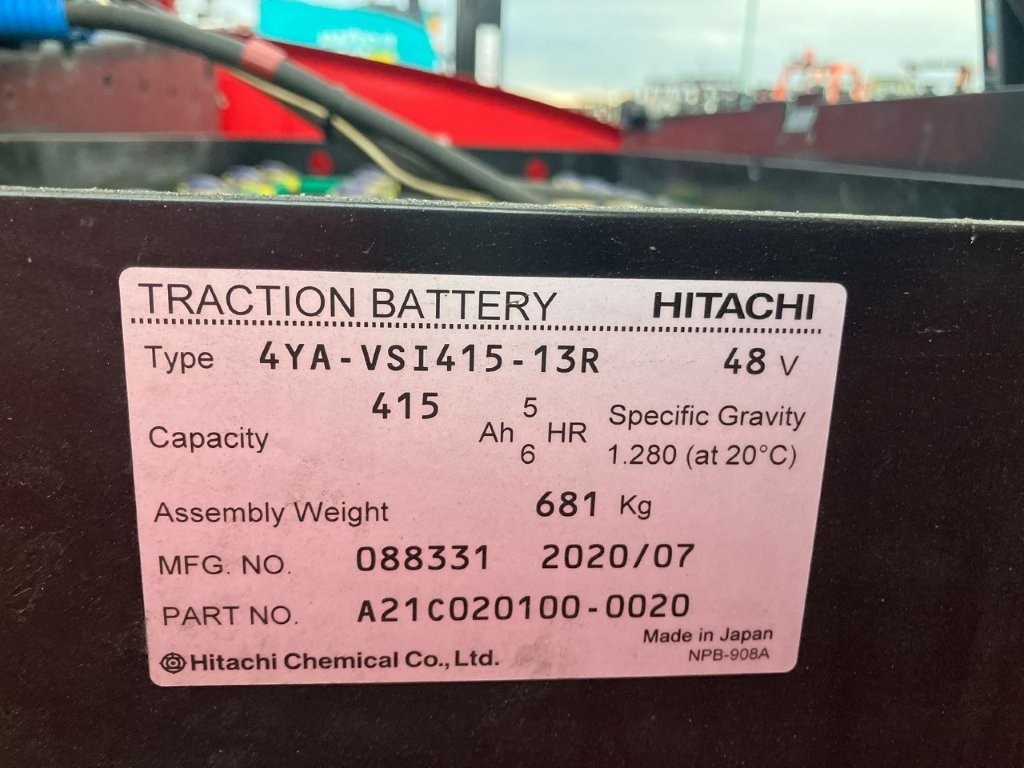 TRACTION BATTERY HITACHI
Type 4YA-VSI415-13R 48 V
415 5
Capacity Ah HR Specific Gravity
6 1.280 (at 20°C)
Assembly Weight 681 Kg
MFG. NO. 088331 2020/07
PART NO. A21C020100-0020
Made in Japan
Hitachi Chemical Co., Ltd. NPB-908A